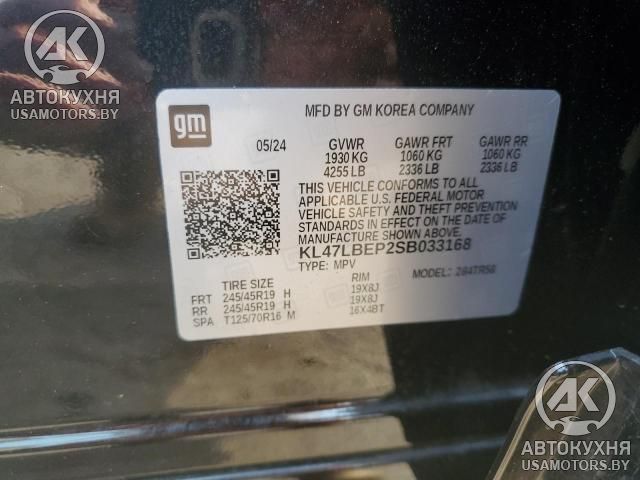 АВТОКУХНЯ
USAMOTORS.BY
gm
MFD BY GM KOREA COMPANY
05/24 GVWR GAWR FRT GAWR RR
1930 KG 1060 KG 1060 KG
4255 LB 2336 LB 2336 LB
THIS VEHICLE CONFORMS TO ALL
APPLICABLE U.S. FEDERAL MOTOR
VEHICLE SAFETY AND THEFT PREVENTION
STANDARDS IN EFFECT ON THE DATE OF
MANUFACTURE SHOWN ABOVE.
KL47LBEP2SB033168
TYPE: MPV MODEL:
TIRE SIZE RIM
FRT 245/45R19 H 19X8J
RR 245/45R19 H 19X8J
SPA T125/70R16 M 16X4BT
АК
АВТОКУХНЯ
USAMOTORS.BY